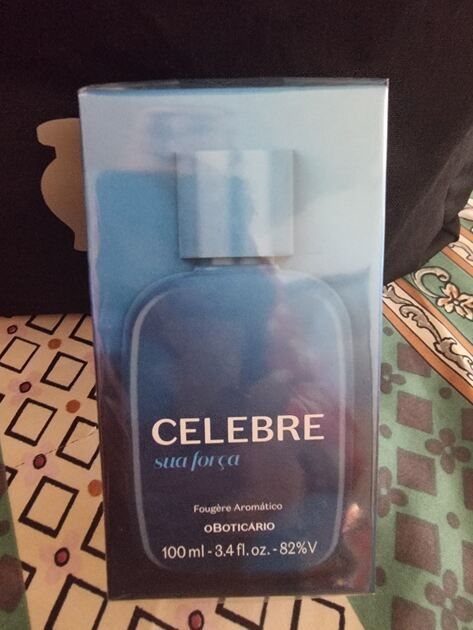 CELEBRE
sua força
Fougère Aromático
oBOTICÁRIO
100 ml - 3.4 fl. oz. - 82%V